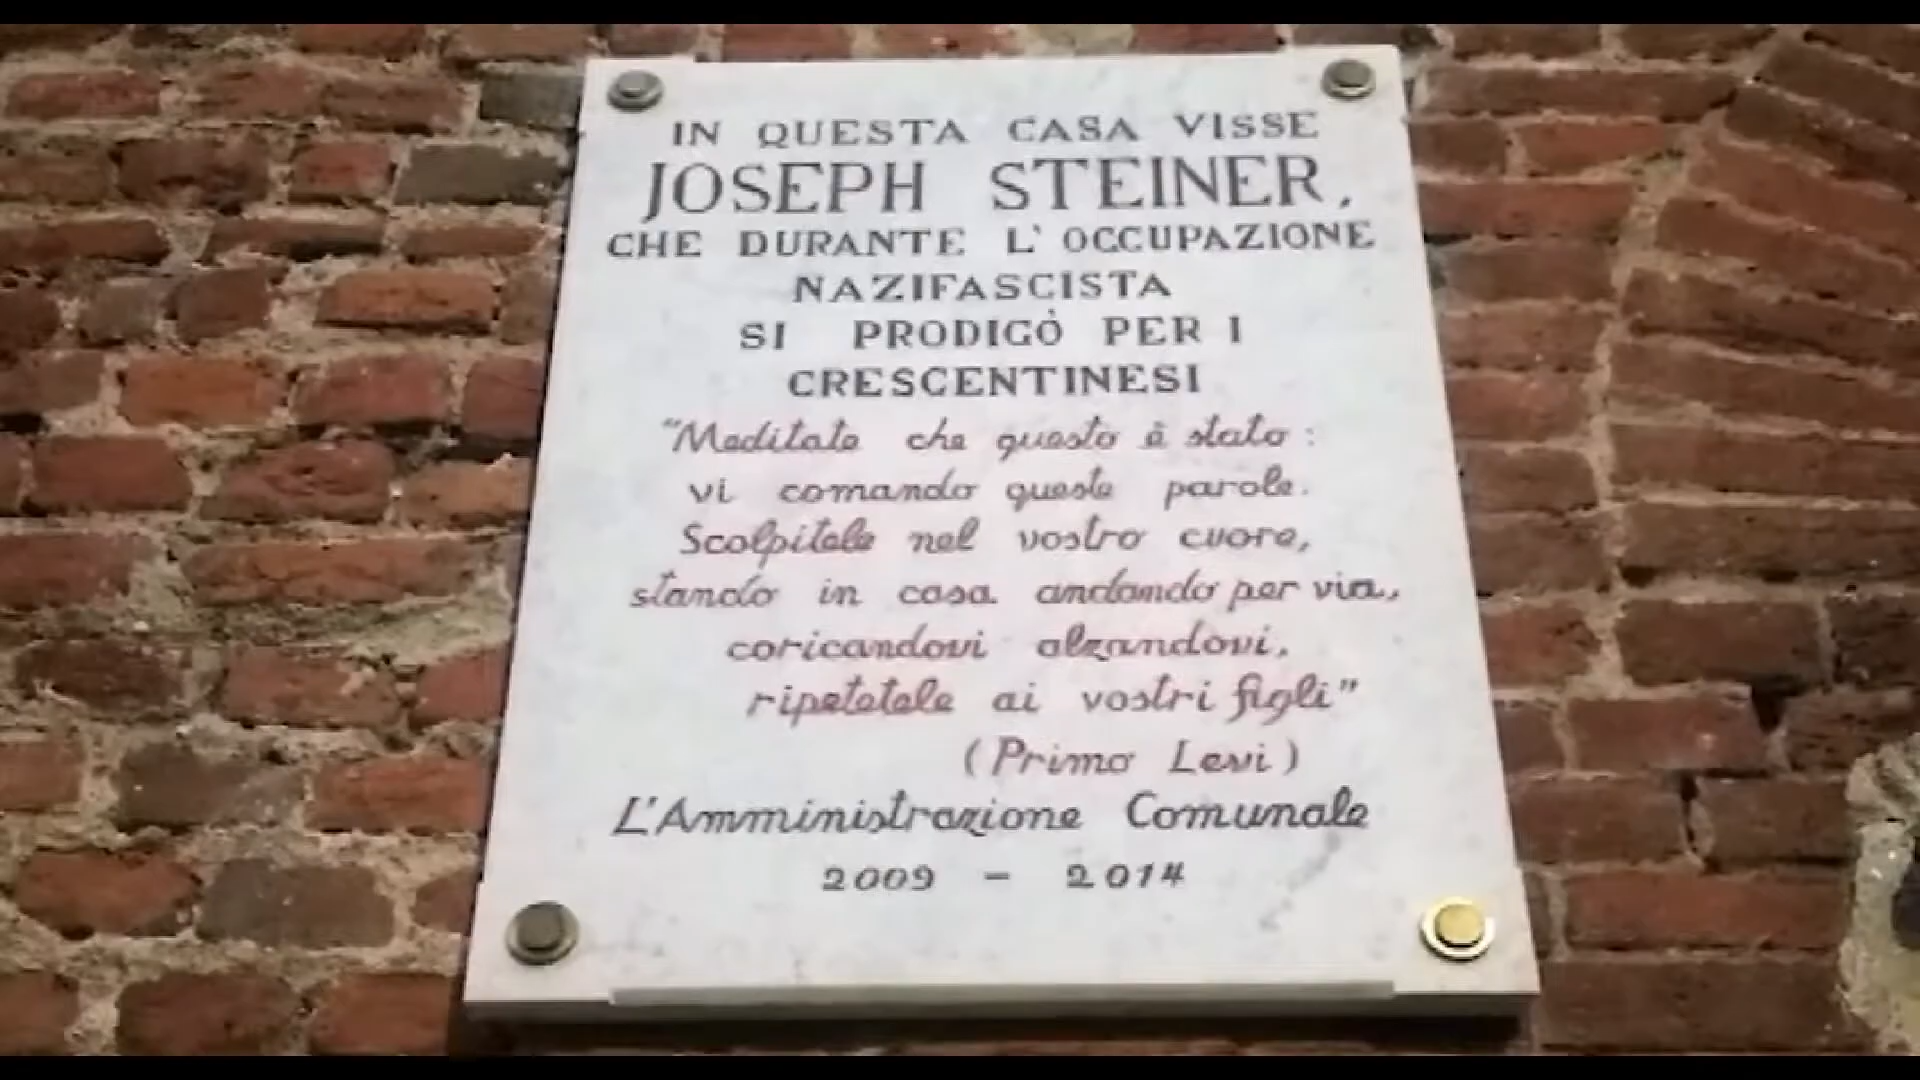 IN QUESTA CASA VISSE
JOSEPH STEINER,
CHE DURANTE L'OCCUPAZIONE
NAZIFASCISTA
SI PRODIGÒ PER I
CRESCENTINESI
"Meditate che questo è stato:
vi comando queste parole.
Scolpitele nel vostro cuore,
stando in casa andando per via,
coricandovi alzandovi,
ripetetele ai vostri figli"
(Primo Levi)
L'Amministrazione Comunale
2009 - 2014